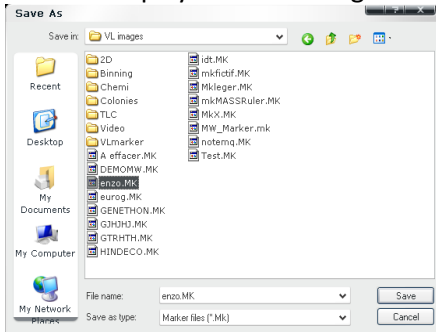 Save As
Save in:
VL images
Recent
Desktop
My
Documents
My Computer
My Network
Places
2D
Binning
Chemi
Colonies
TLC
Video
VLmarker
A effacer.MK
DEMOMW.MK
enzo.MK
eurog.MK
GENETHON.MK
GJHJHJ.MK
GTRHTH.MK
HINDECO.MK
idt.MK
mkfictif.MK
Mkleger.MK
mkMASSRuler.MK
MkX.MK
MW_Marker.mk
notemq.MK
Test.MK
File name:
enzo.MK
Save
Save as type:
Marker files (*.Mk)
Cancel